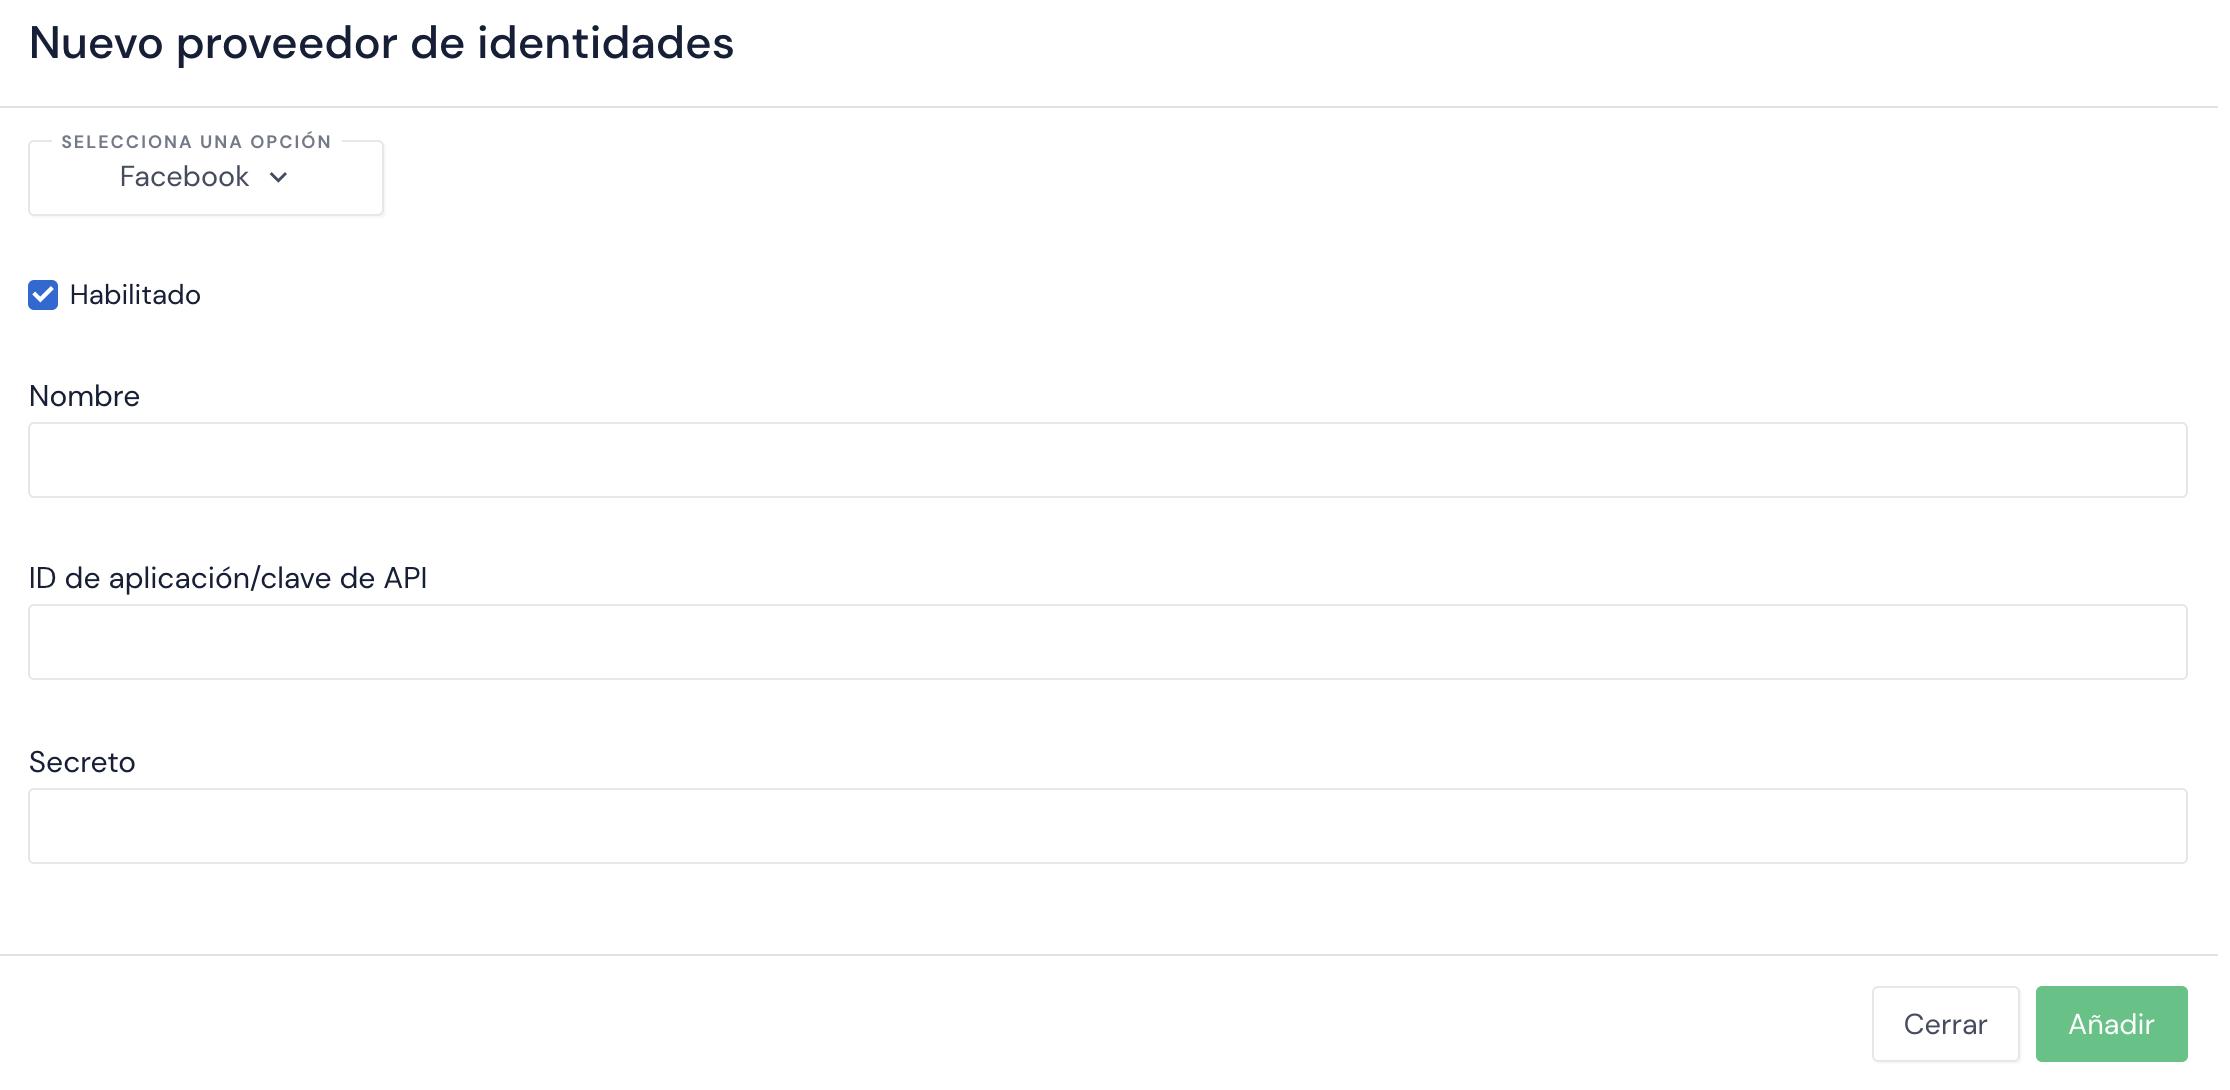 Nuevo proveedor de identidades
SELECCIONA UNA OPCIÓN
Facebook
Habilitado
Nombre
ID de aplicación/clave de API
Secreto
Cerrar Añadir